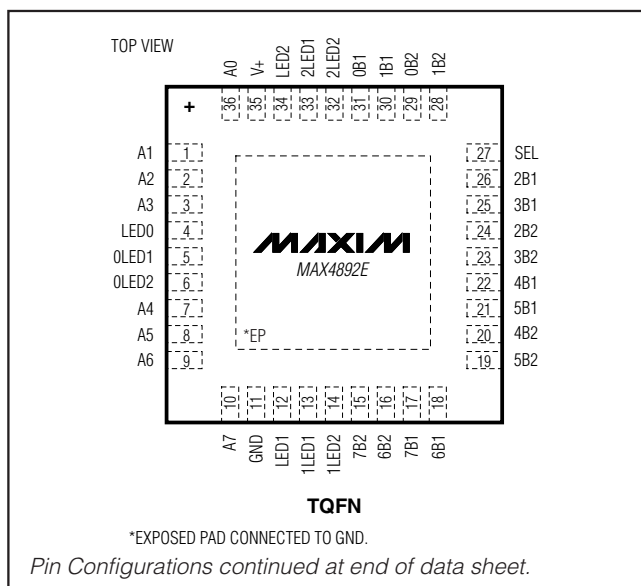 TOP VIEW
A0
V+
LED2
2LED1
2LED2
0B1
1B1
0B2
1B2
+
36
35
34
33
32
31
30
29
28
A1 1
A2 2
A3 3
LED0 4
0LED1 5
0LED2 6
A4 7
A5 8
A6 9
MAXIM
MAX4892E
*EP
27 SEL
26 2B1
25 3B1
24 2B2
23 3B2
22 4B1
21 5B1
20 4B2
19 5B2
10
11
12
13
14
15
16
17
18
A7
GND
LED1
1LED1
1LED2
7B2
6B2
7B1
6B1
TQFN
*EXPOSED PAD CONNECTED TO GND.
Pin Configurations continued at end of data sheet.